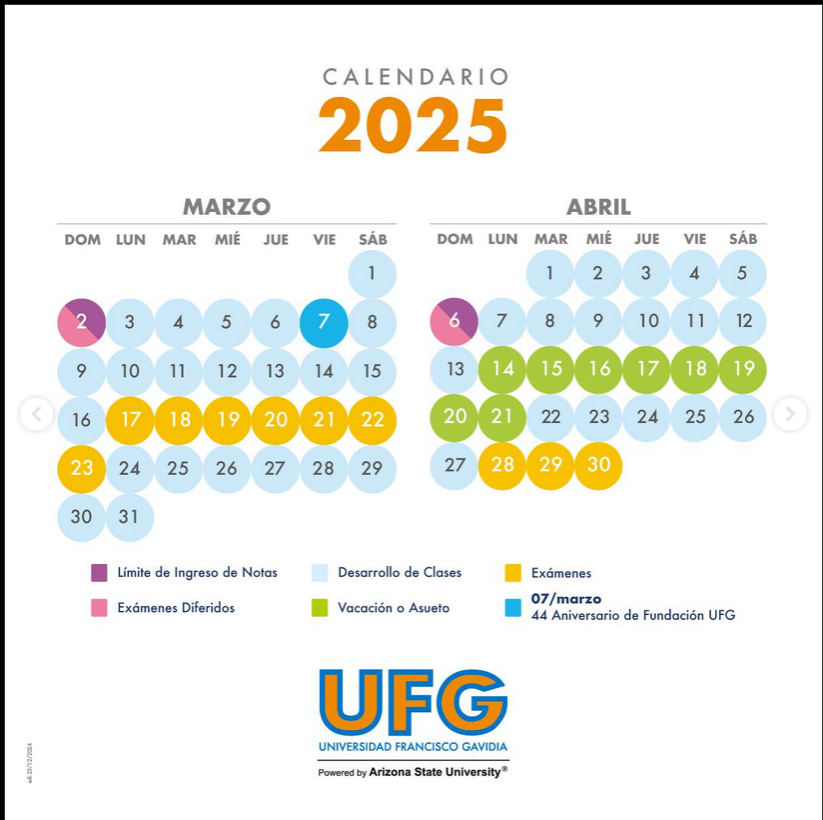 CALENDARIO
2025
MARZO
DOM LUN MAR MIÉ JUE VIE SÁB
1
2 3 4 5 6 7 8
9 10 11 12 13 14 15
16 17 18 19 20 21 22
23 24 25 26 27 28 29
30 31
ABRIL
DOM LUN MAR MIÉ JUE VIE SÁB
1 2 3 4 5
6 7 8 9 10 11 12
13 14 15 16 17 18 19
20 21 22 23 24 25 26
27 28 29 30
Límite de Ingreso de Notas
Desarrollo de Clases
Exámenes
Exámenes Diferidos
Vacación o Asueto
07/marzo
44 Aniversario de Fundación UFG
UFG
UNIVERSIDAD FRANCISCO GAVIDIA
Powered by Arizona State University®
23/12/2024